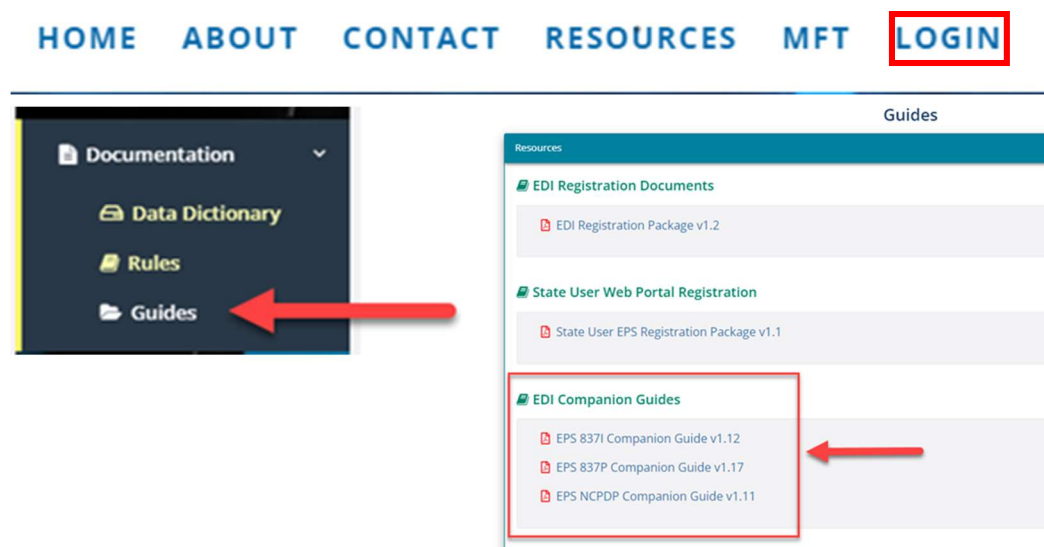 HOME ABOUT CONTACT RESOURCES MFT LOGIN
Documentation
Data Dictionary
Rules
Guides
Guides
Resources
EDI Registration Documents
EDI Registration Package v1.2
State User Web Portal Registration
State User EPS Registration Package v1.1
EDI Companion Guides
EPS 837I Companion Guide v1.12
EPS 837P Companion Guide v1.17
EPS NCPDP Companion Guide v1.11